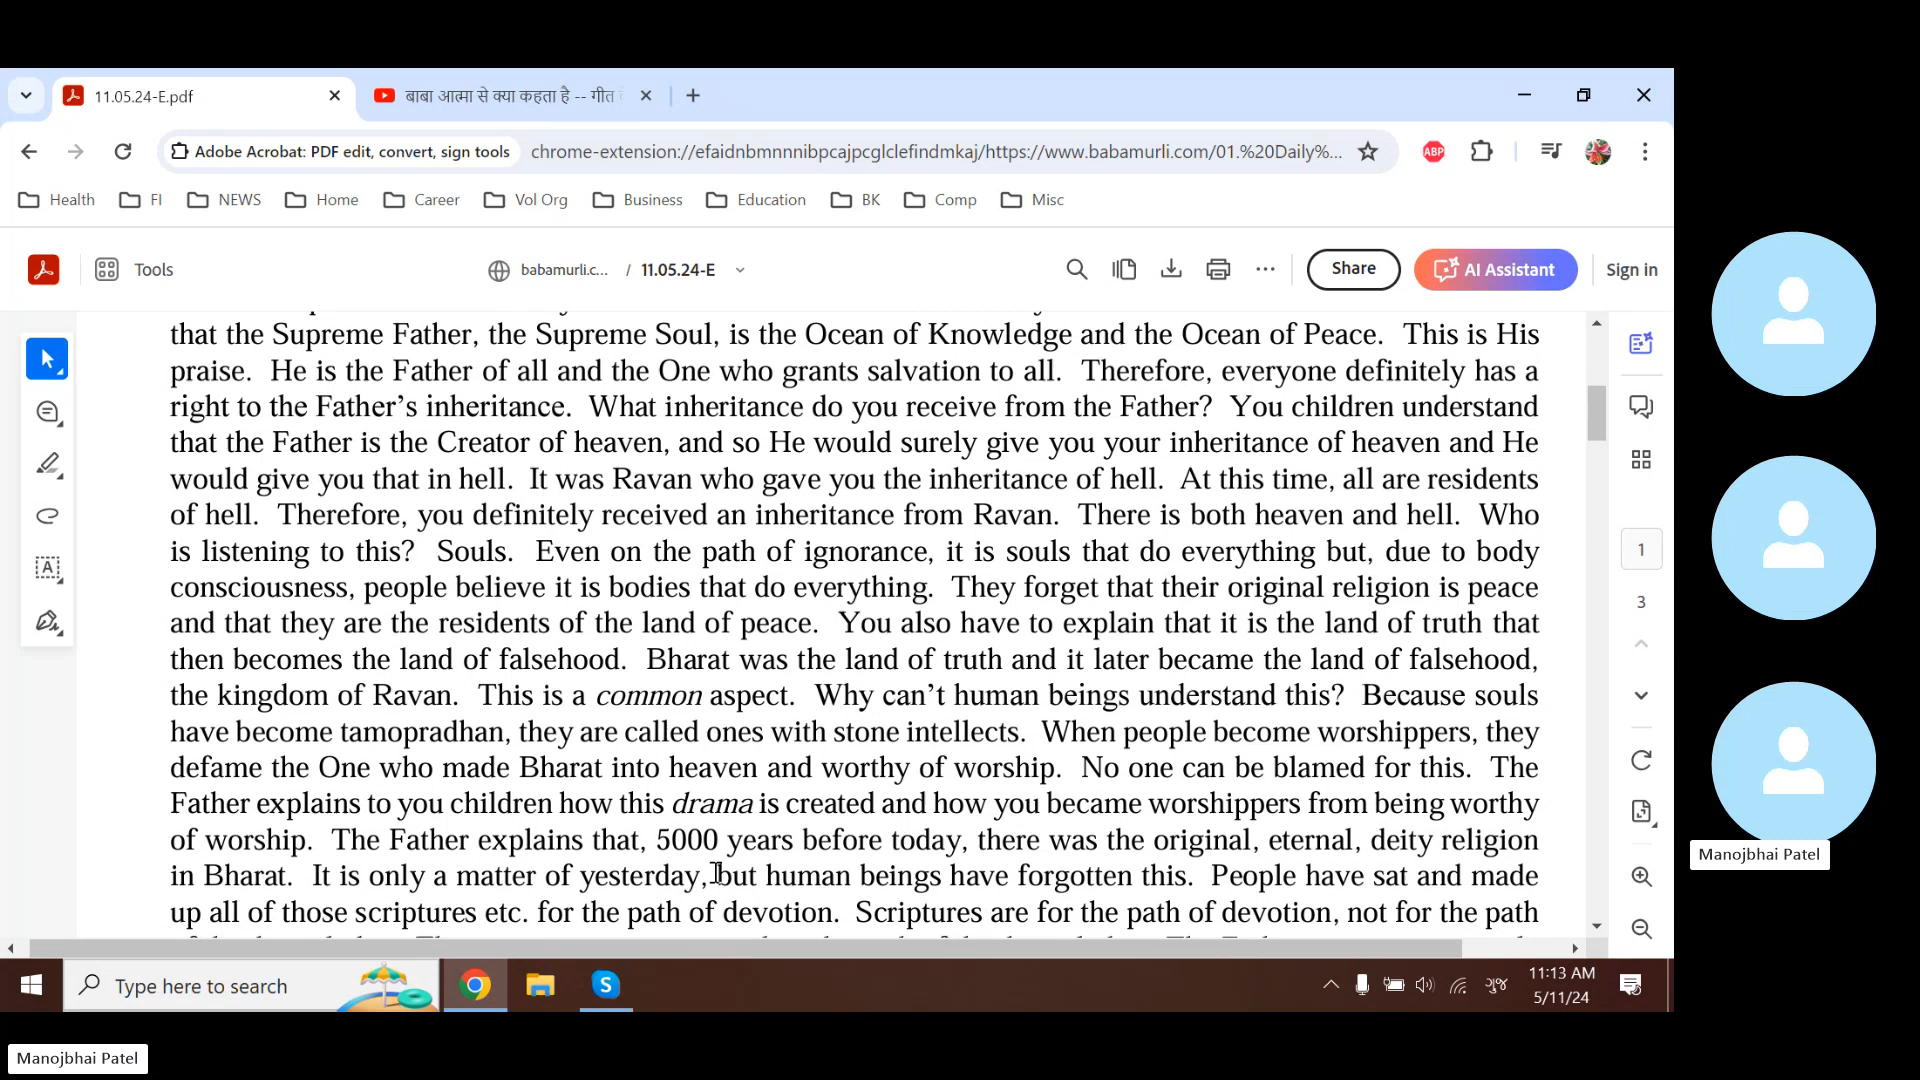 11.05.24-E.pdf
बाबा आत्मा से क्या कहता है -- गीत
Adobe Acrobat: PDF edit, convert, sign tools
chrome-extension://efaidnbmnnnibpcajpcglclefindmkaj/https://www.babamurli.com/01.%20Daily%...
ABP
Health FI NEWS Home Career Vol Org Business Education BK Comp Misc
Tools
babamurli.c... / 11.05.24-E
Share
AI Assistant
Sign in
that the Supreme Father, the Supreme Soul, is the Ocean of Knowledge and the Ocean of Peace. This is His
praise. He is the Father of all and the One who grants salvation to all. Therefore, everyone definitely has a
right to the Father’s inheritance. What inheritance do you receive from the Father? You children understand
that the Father is the Creator of heaven, and so He would surely give you your inheritance of heaven and He
would give you that in hell. It was Ravan who gave you the inheritance of hell. At this time, all are residents
of hell. Therefore, you definitely received an inheritance from Ravan. There is both heaven and hell. Who
is listening to this? Souls. Even on the path of ignorance, it is souls that do everything but, due to body
consciousness, people believe it is bodies that do everything. They forget that their original religion is peace
and that they are the residents of the land of peace. You also have to explain that it is the land of truth that
then becomes the land of falsehood. Bharat was the land of truth and it later became the land of falsehood,
the kingdom of Ravan. This is a common aspect. Why can’t human beings understand this? Because souls
have become tamopradhan, they are called ones with stone intellects. When people become worshippers, they
defame the One who made Bharat into heaven and worthy of worship. No one can be blamed for this. The
Father explains to you children how this drama is created and how you became worshippers from being worthy
of worship. The Father explains that, 5000 years before today, there was the original, eternal, deity religion
in Bharat. It is only a matter of yesterday, but human beings have forgotten this. People have sat and made
up all of those scriptures etc. for the path of devotion. Scriptures are for the path of devotion, not for the path
1
3
Type here to search
ગુજ
11:13 AM
5/11/24
Manojbhai Patel
Manojbhai Patel